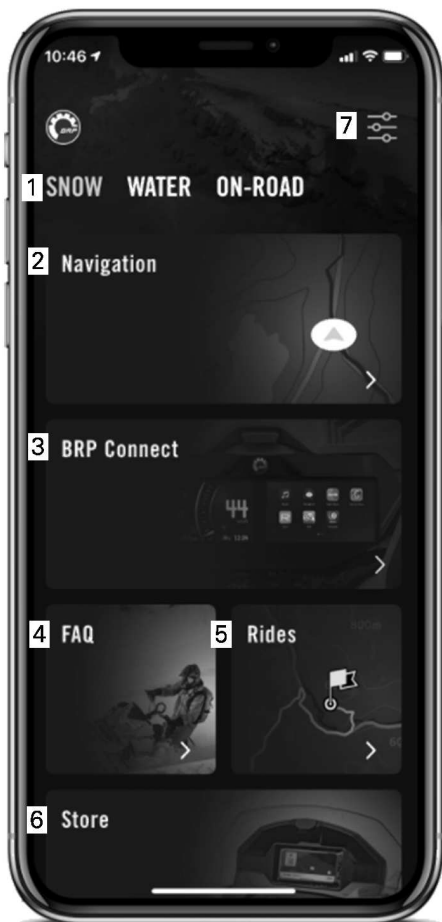 10:46
BRP
7
1 SNOW WATER ON-ROAD
2 Navigation
3 BRP Connect
44
4 FAQ
5 Rides
6 Store